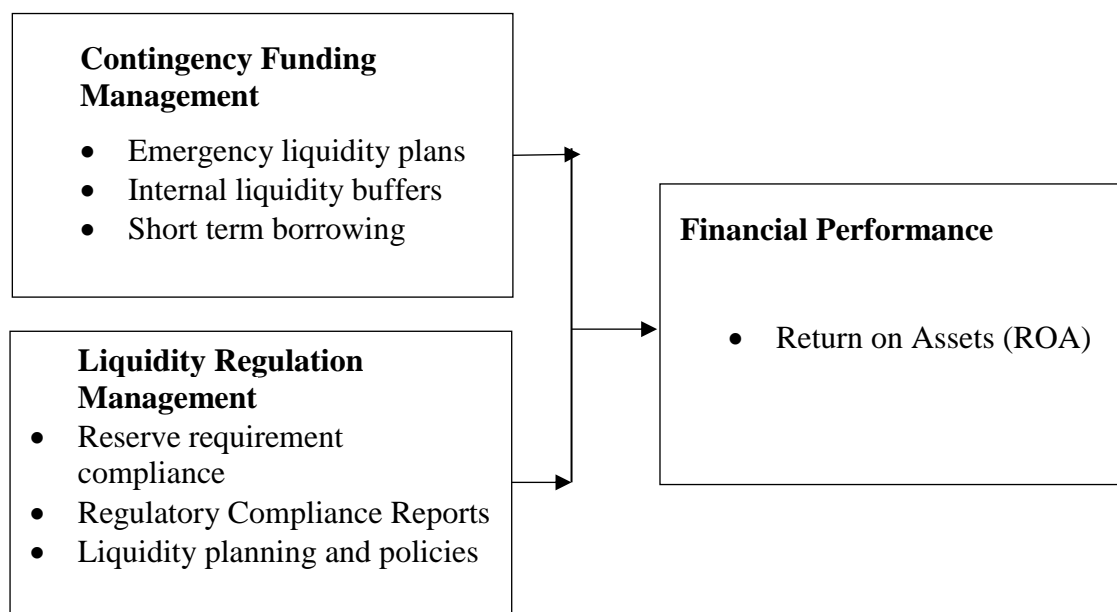 Contingency Funding
Management
• Emergency liquidity plans
• Internal liquidity buffers
• Short term borrowing
Liquidity Regulation
Management
• Reserve requirement
compliance
• Regulatory Compliance Reports
• Liquidity planning and policies
Financial Performance
• Return on Assets (ROA)